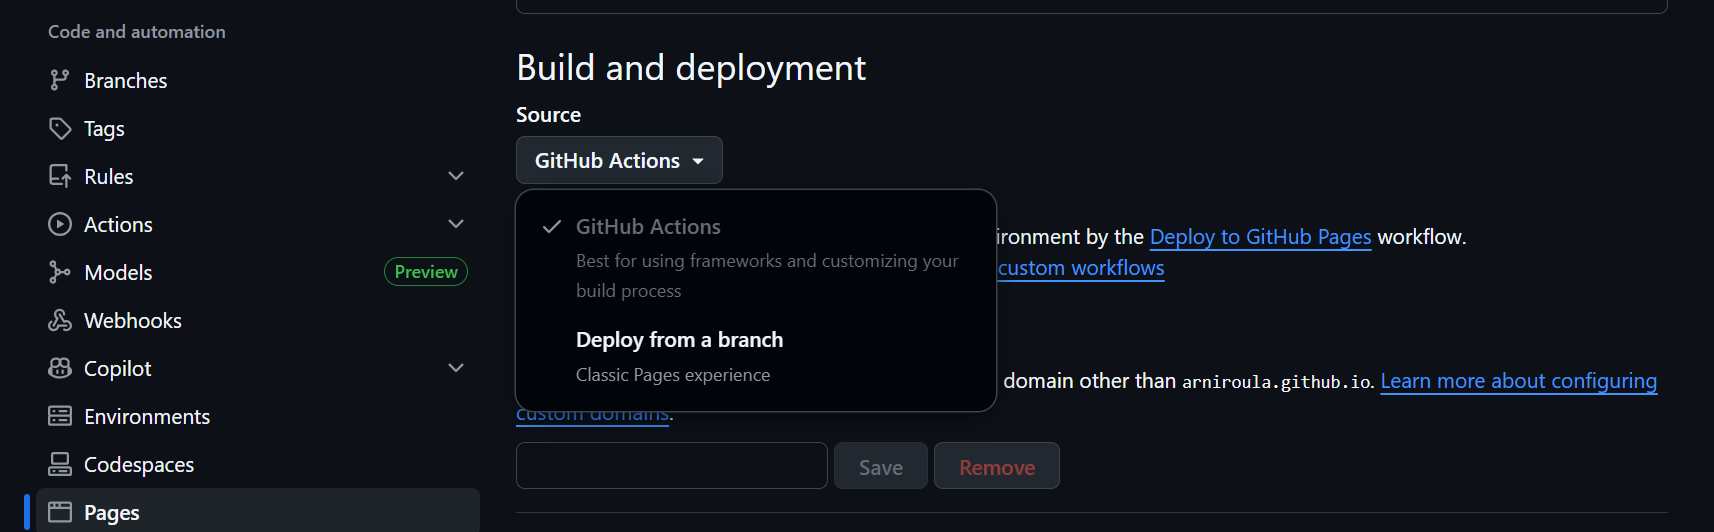 Code and automation
Branches
Tags
Rules
Actions
Models
Preview
Webhooks
Copilot
Environments
Codespaces
Pages
Build and deployment
Source
GitHub Actions
GitHub Actions
Best for using frameworks and customizing your
build process
Deploy from a branch
Classic Pages experience
ironment by the Deploy to GitHub Pages workflow.
custom workflows
domain other than arniroula.github.io. Learn more about configuring
custom domains.
Save
Remove